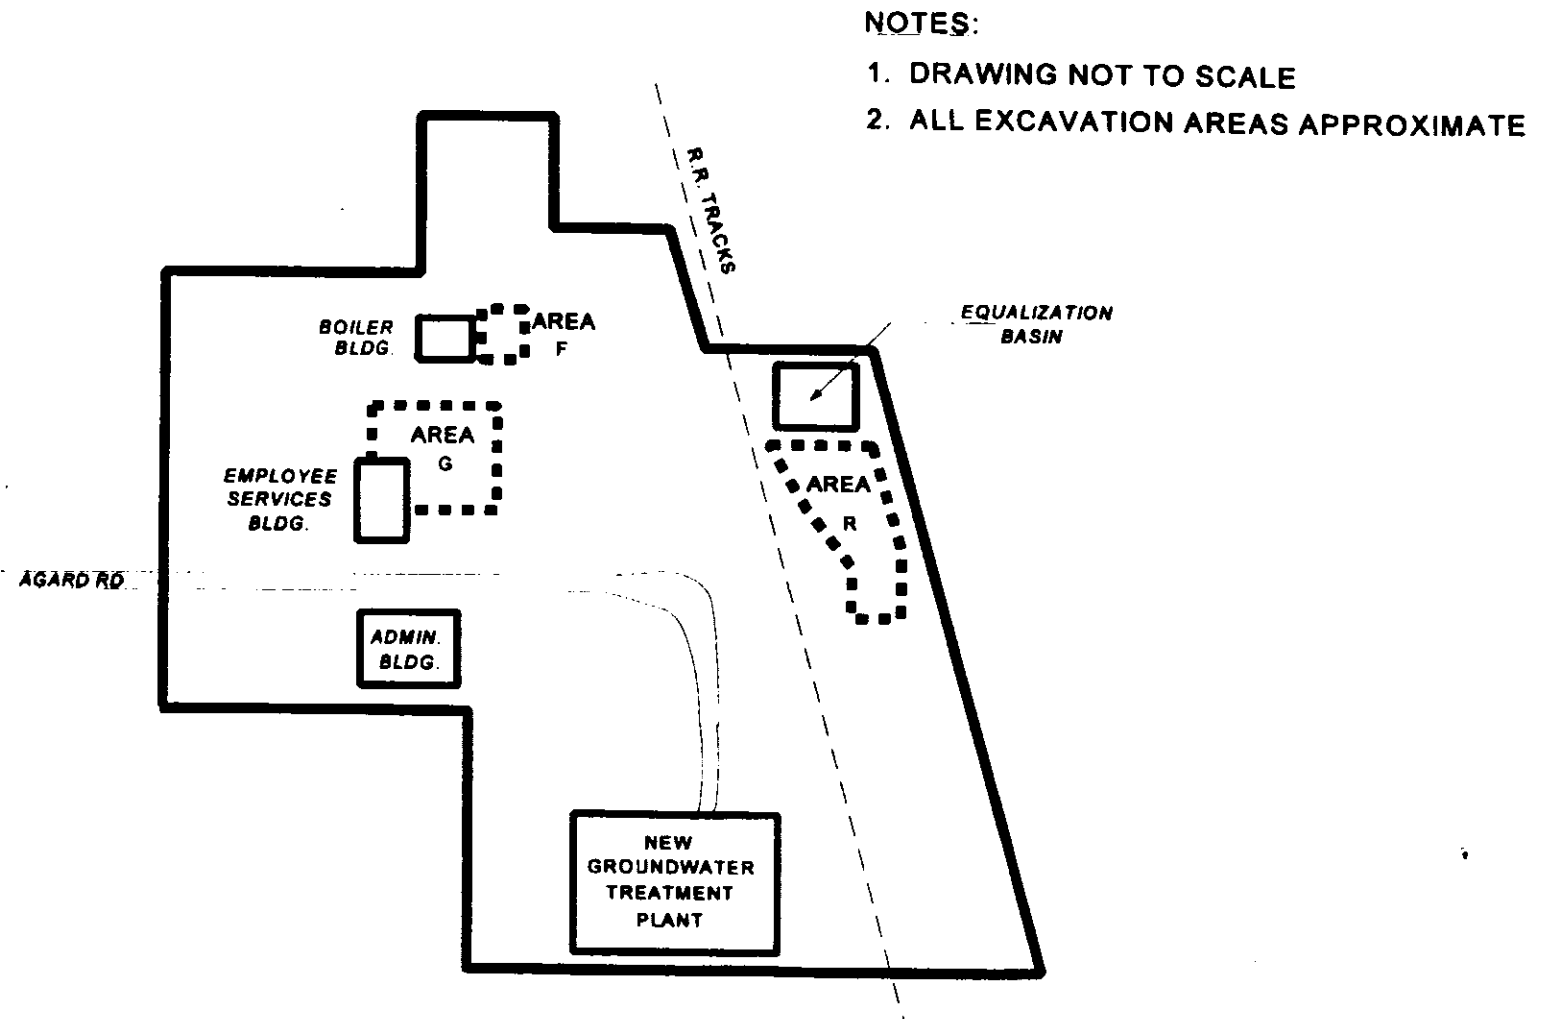 NOTES:
1. DRAWING NOT TO SCALE
2. ALL EXCAVATION AREAS APPROXIMATE
R.R. TRACKS
EQUALIZATION
BASIN
BOILER
BLDG.
AREA
F
AREA
G
EMPLOYEE
SERVICES
BLDG.
AREA
R
AGARD RD
ADMIN.
BLDG.
NEW
GROUNDWATER
TREATMENT
PLANT